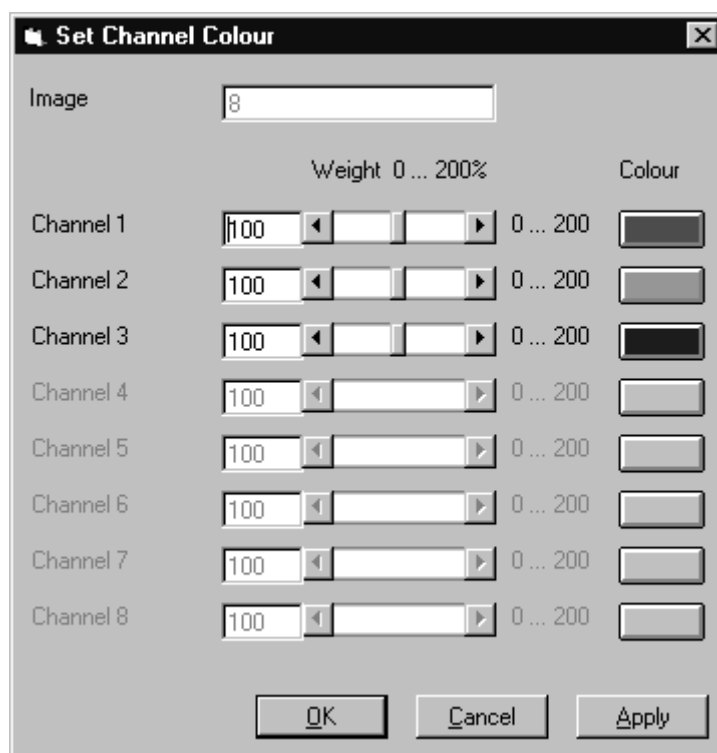 Set Channel Colour
Image 8
Weight 0 ... 200% Colour
Channel 1 100 0 ... 200
Channel 2 100 0 ... 200
Channel 3 100 0 ... 200
Channel 4 100 0 ... 200
Channel 5 100 0 ... 200
Channel 6 100 0 ... 200
Channel 7 100 0 ... 200
Channel 8 100 0 ... 200
OK Cancel Apply